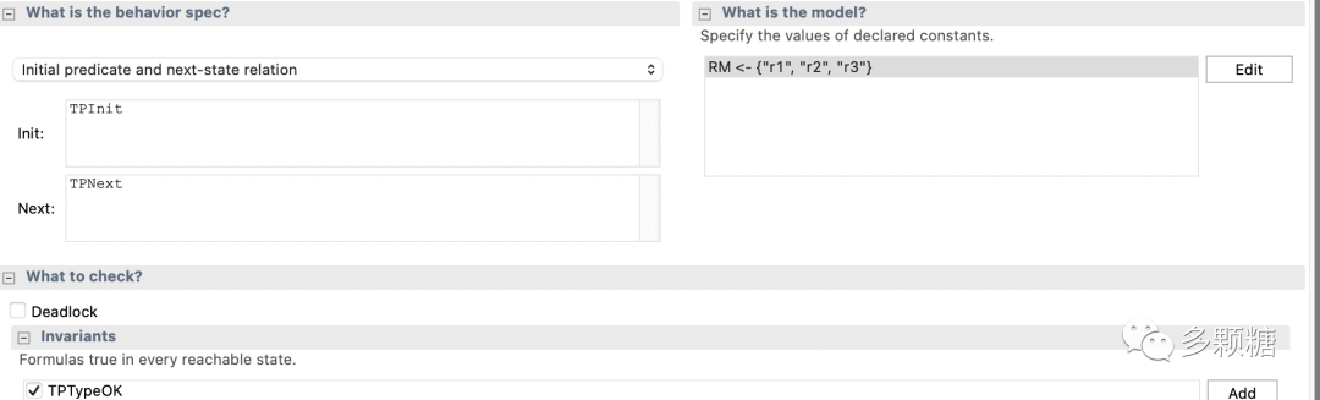 What is the behavior spec?
Initial predicate and next-state relation
Init:
TPInit
Next:
TPNext
What is the model?
Specify the values of declared constants.
RM <- {"r1", "r2", "r3"}
Edit
What to check?
Deadlock
Invariants
Formulas true in every reachable state.
TPTypeOK
Add
多颗糖